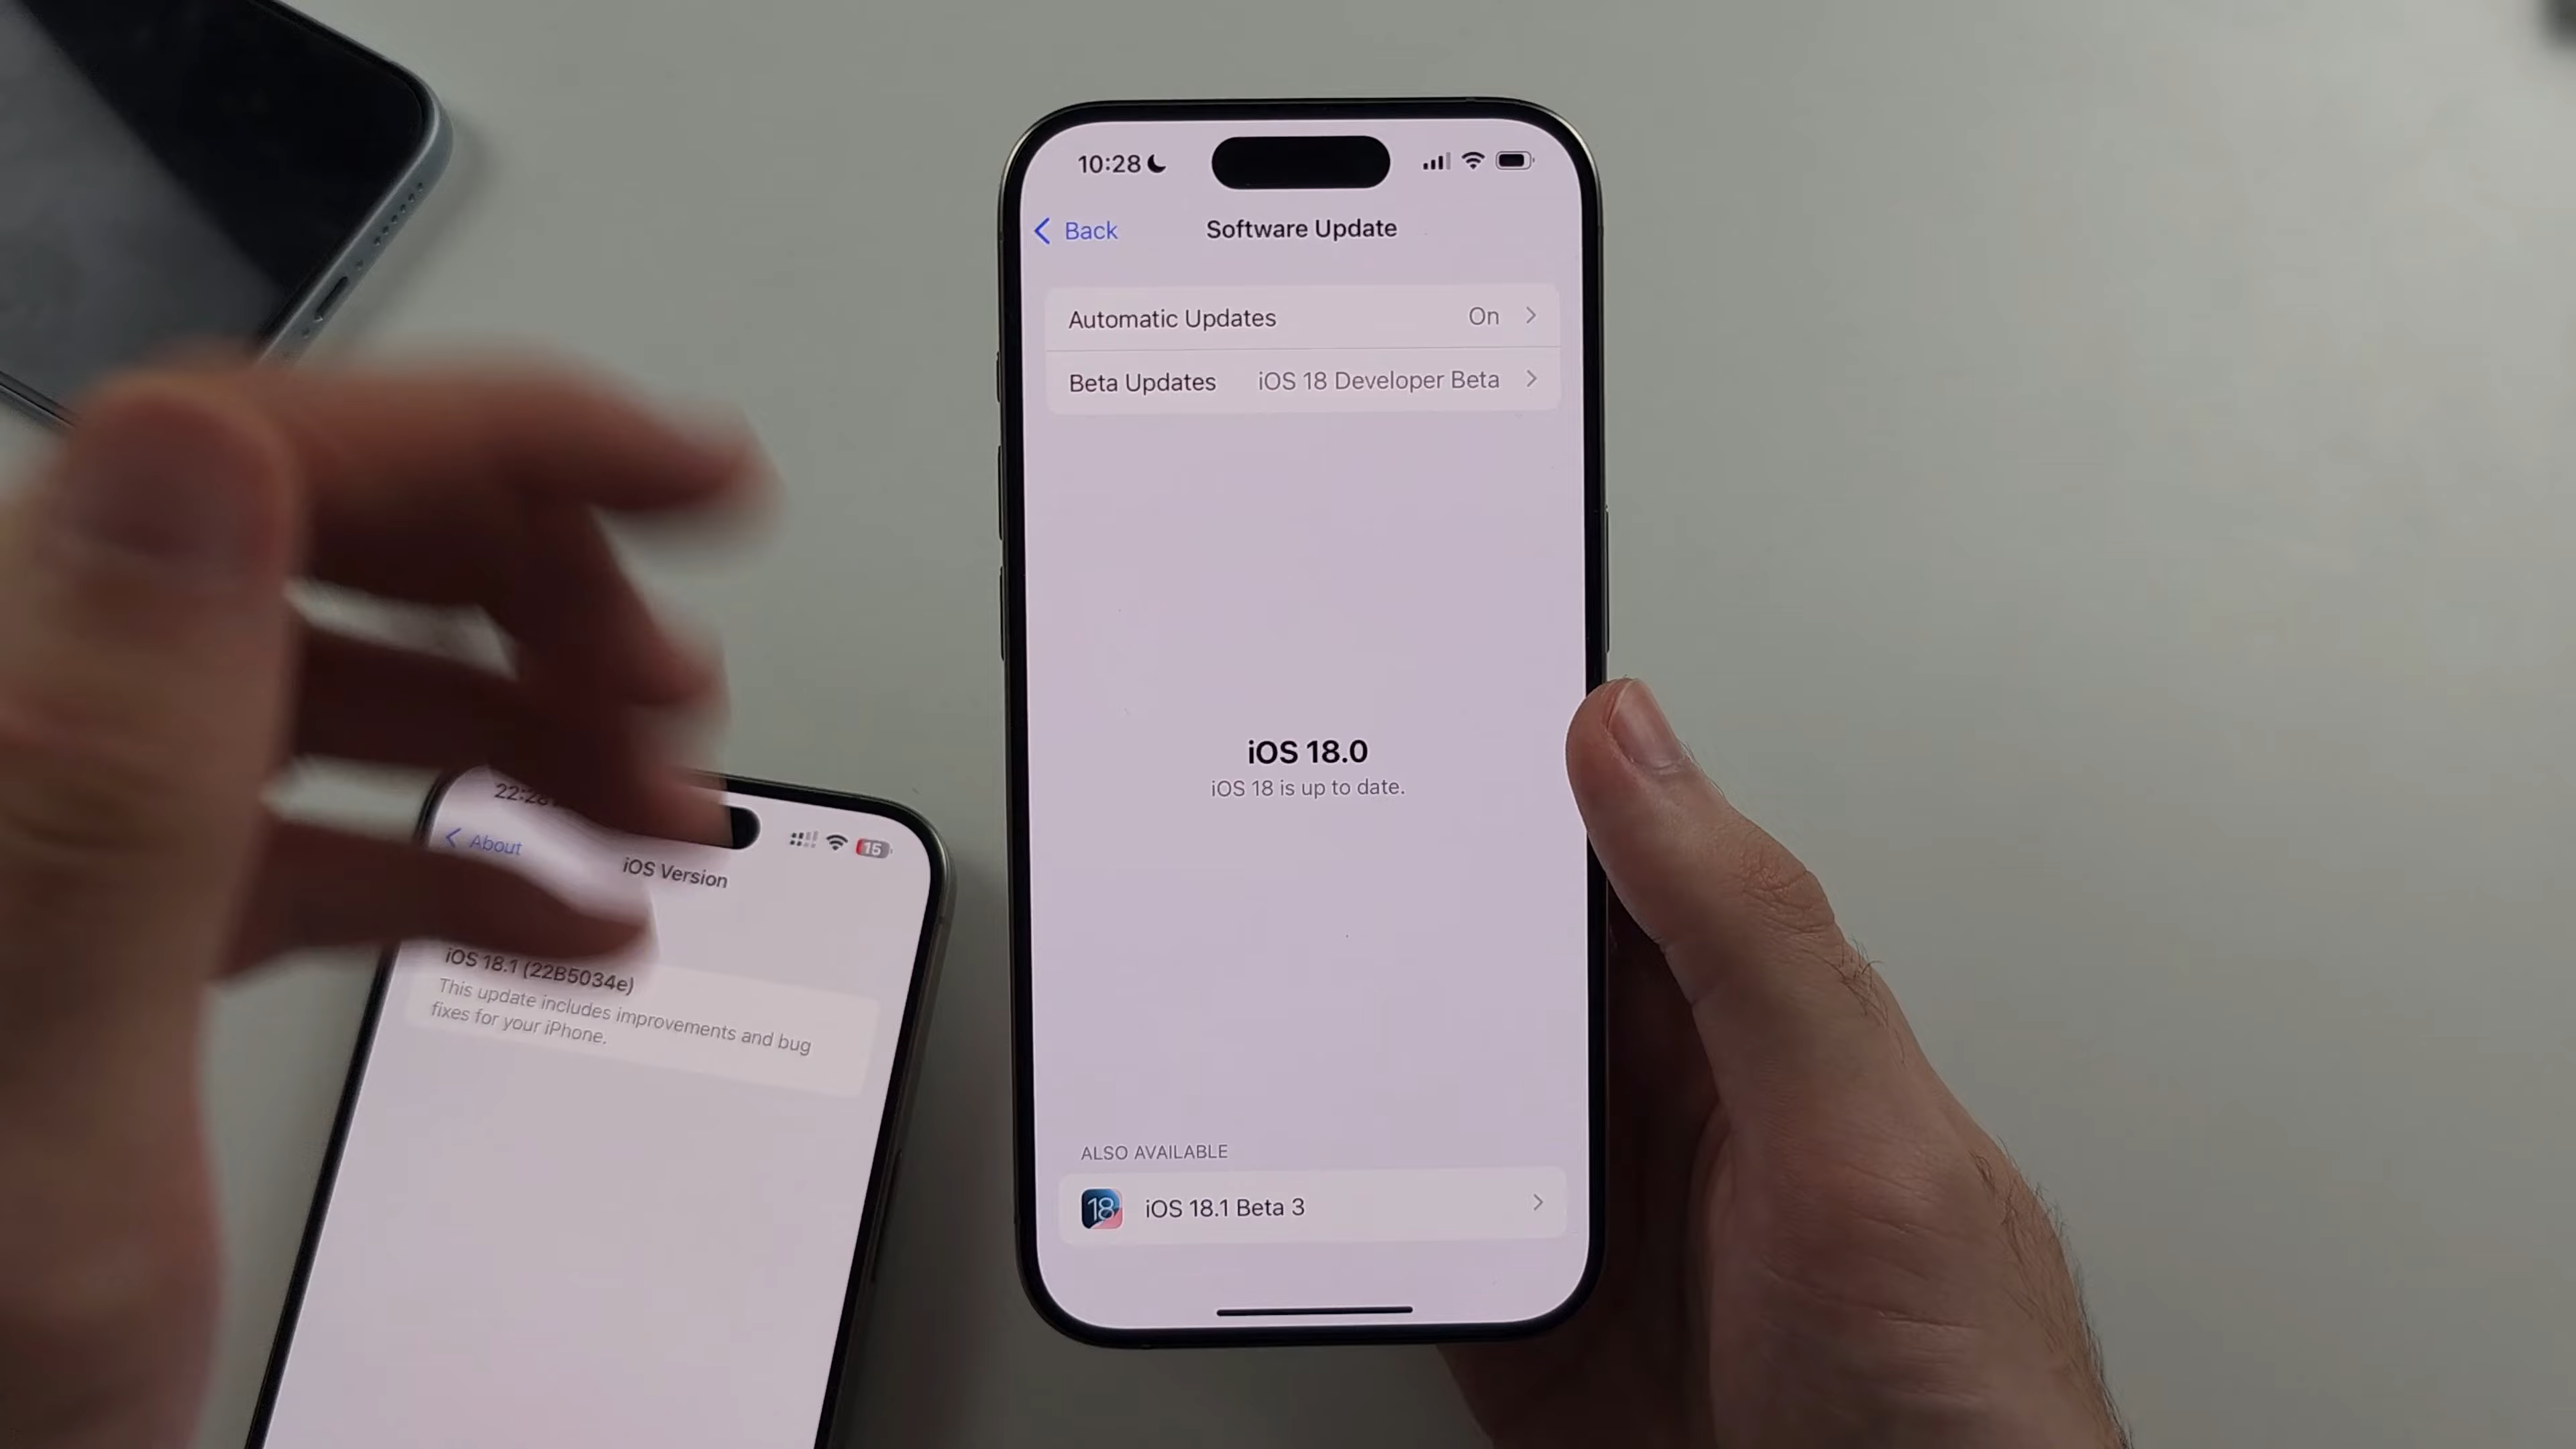 10:28
Back
Software Update
Automatic Updates On
Beta Updates iOS 18 Developer Beta
iOS 18.0
iOS 18 is up to date.
ALSO AVAILABLE
18 iOS 18.1 Beta 3
22:28
15
About
iOS Version
iOS 18.1 (22B5034e)
This update includes improvements and bug
fixes for your iPhone.